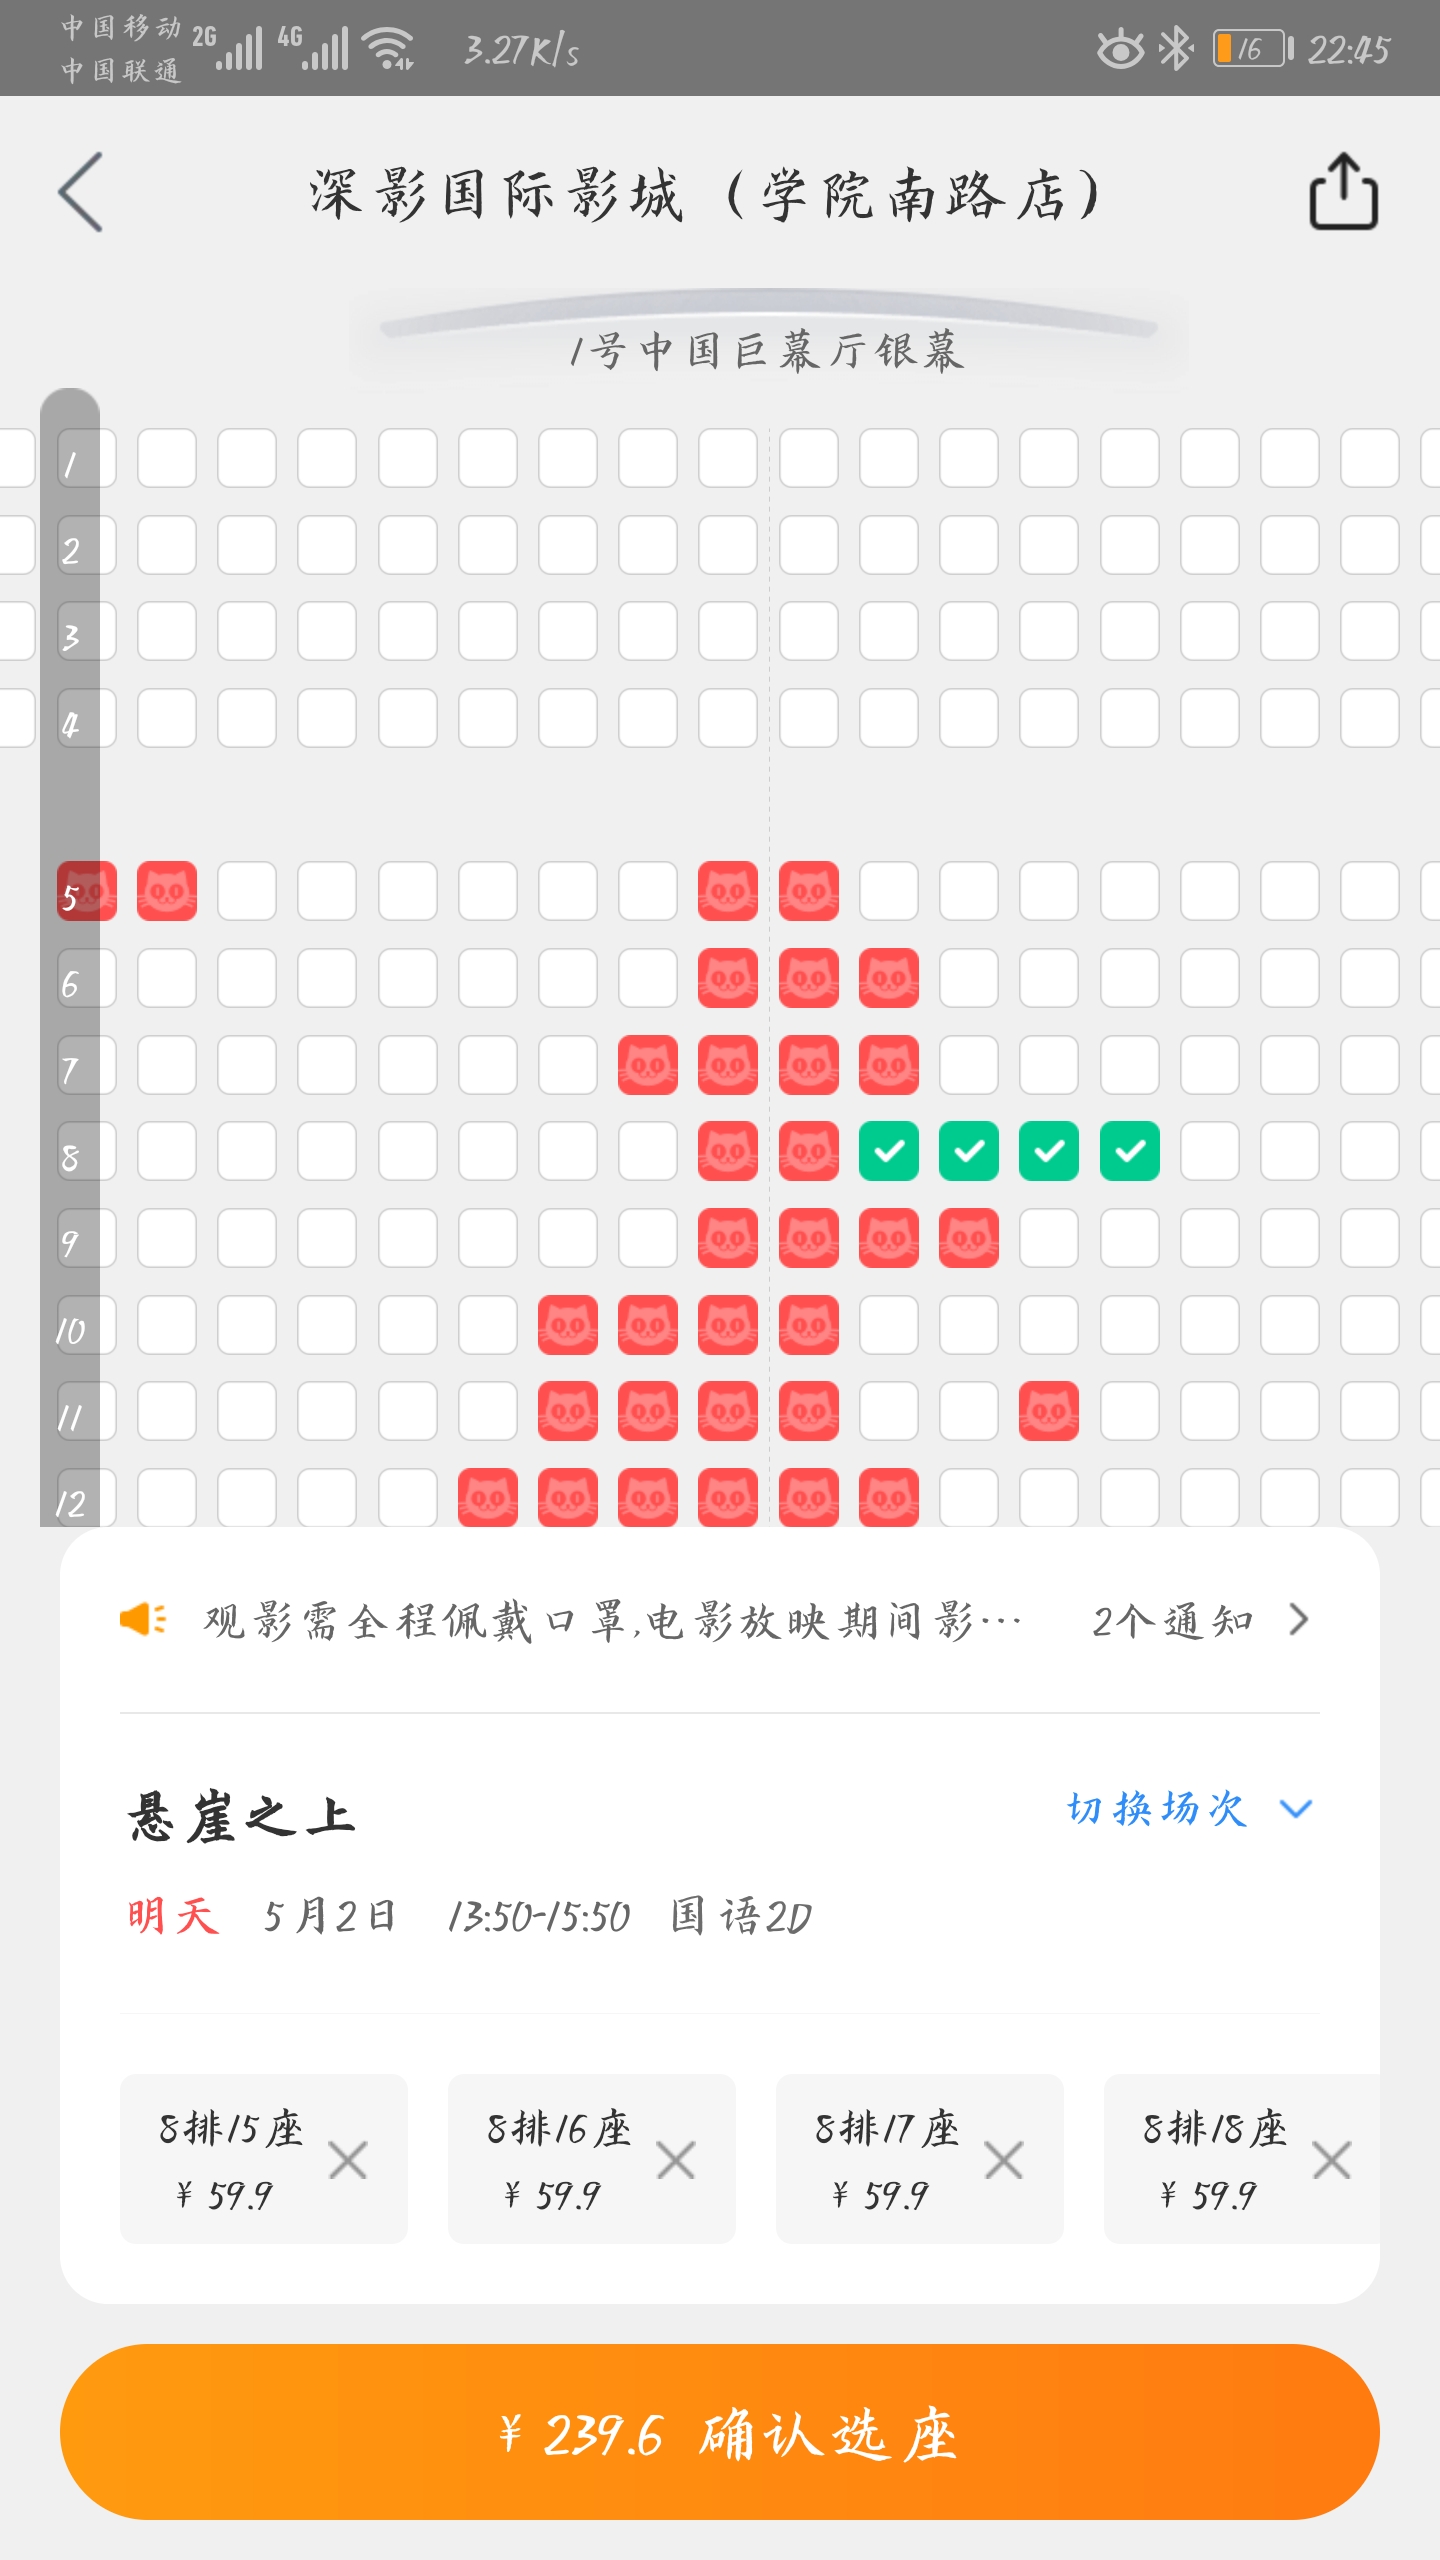 中国移动 2G 4G 3.27K/s 16 22:45
中国联通
深影国际影城（学院南路店）
1号中国巨幕厅银幕
1
2
3
4
5
6
7
8
9
10
11
12
观影需全程佩戴口罩,电影放映期间影… 2个通知
悬崖之上 切换场次
明天 5月2日 13:50-15:50 国语2D
8排15座 8排16座 8排17座 8排18座
¥ 59.9 ¥ 59.9 ¥ 59.9 ¥ 59.9
¥ 239.6 确认选座